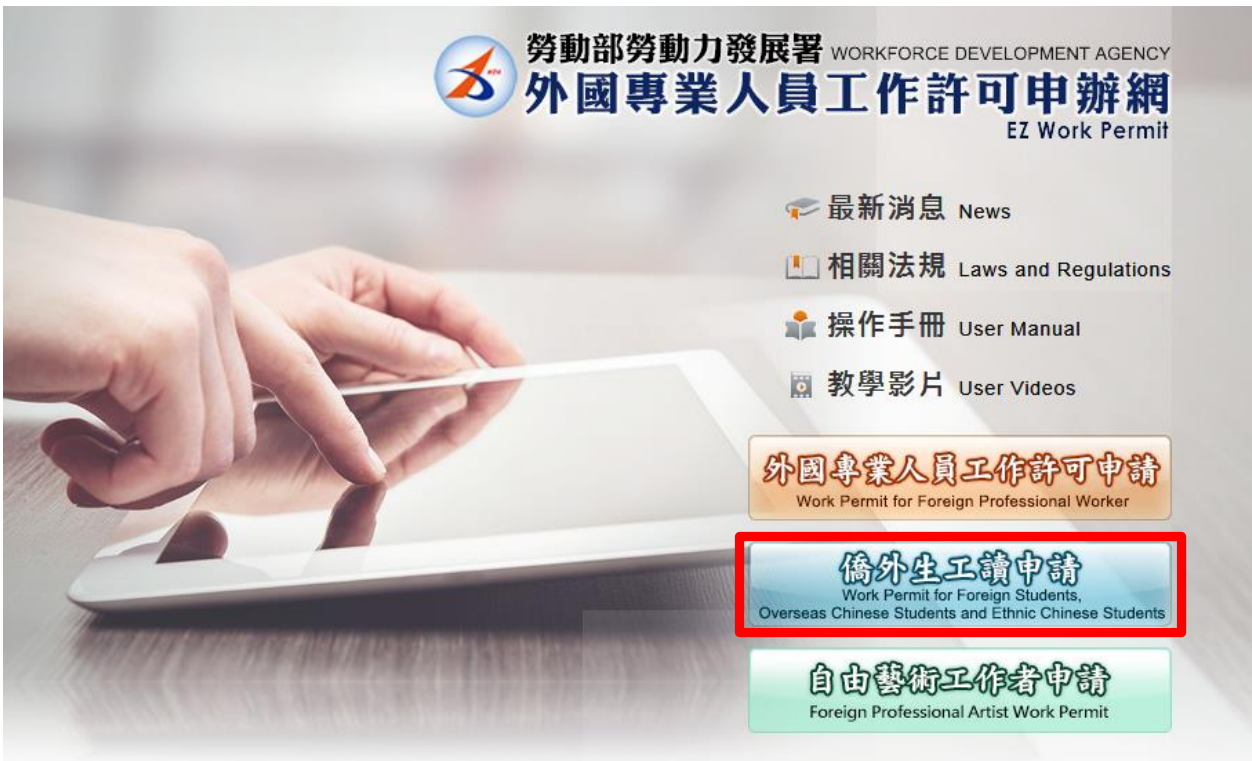 勞動部勞動力發展署 WORKFORCE DEVELOPMENT AGENCY
外國專業人員工作許可申辦網
EZ Work Permit
最新消息 News
相關法規 Laws and Regulations
操作手冊 User Manual
教學影片 User Videos
外國專業人員工作許可申請
Work Permit for Foreign Professional Worker
僑外生工讀申請
Work Permit for Foreign Students,
Overseas Chinese Students and Ethnic Chinese Students
自由藝術工作者申請
Foreign Professional Artist Work Permit